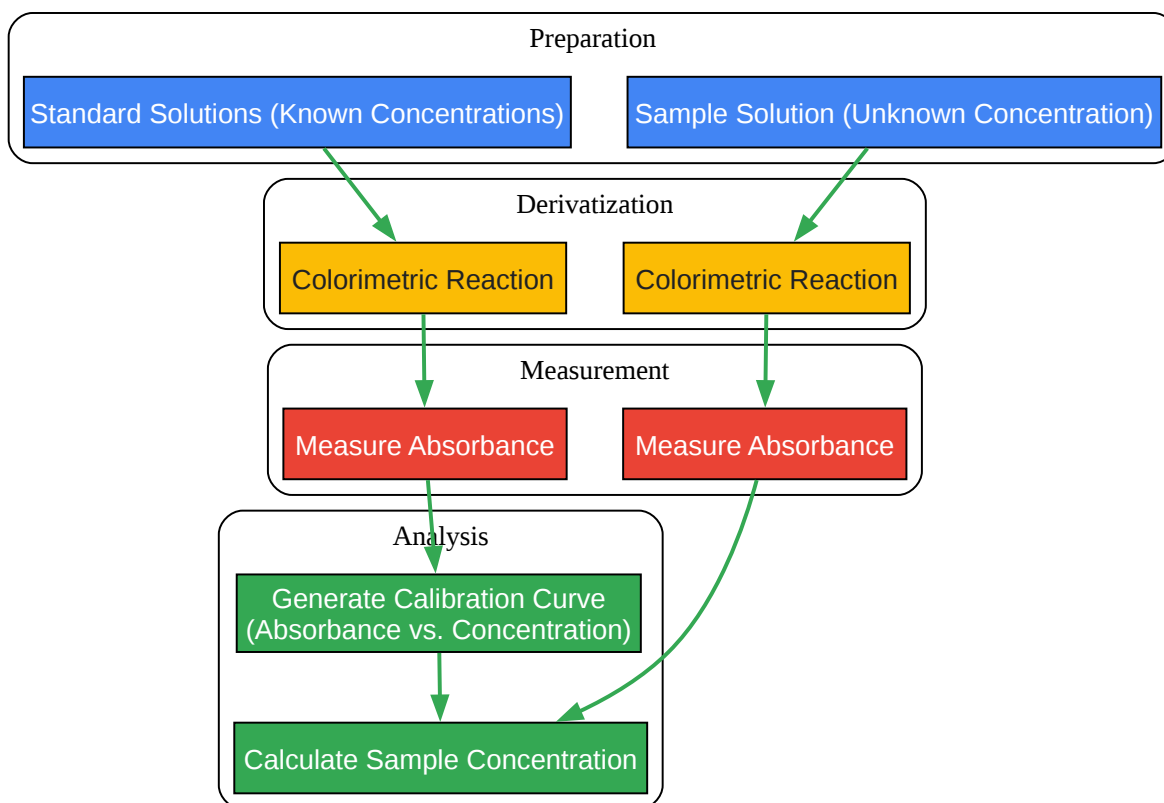 Preparation
Standard Solutions (Known Concentrations)
Sample Solution (Unknown Concentration)
Derivatization
Colorimetric Reaction
Colorimetric Reaction
Measurement
Measure Absorbance
Measure Absorbance
Analysis
Generate Calibration Curve
(Absorbance vs. Concentration)
Calculate Sample Concentration